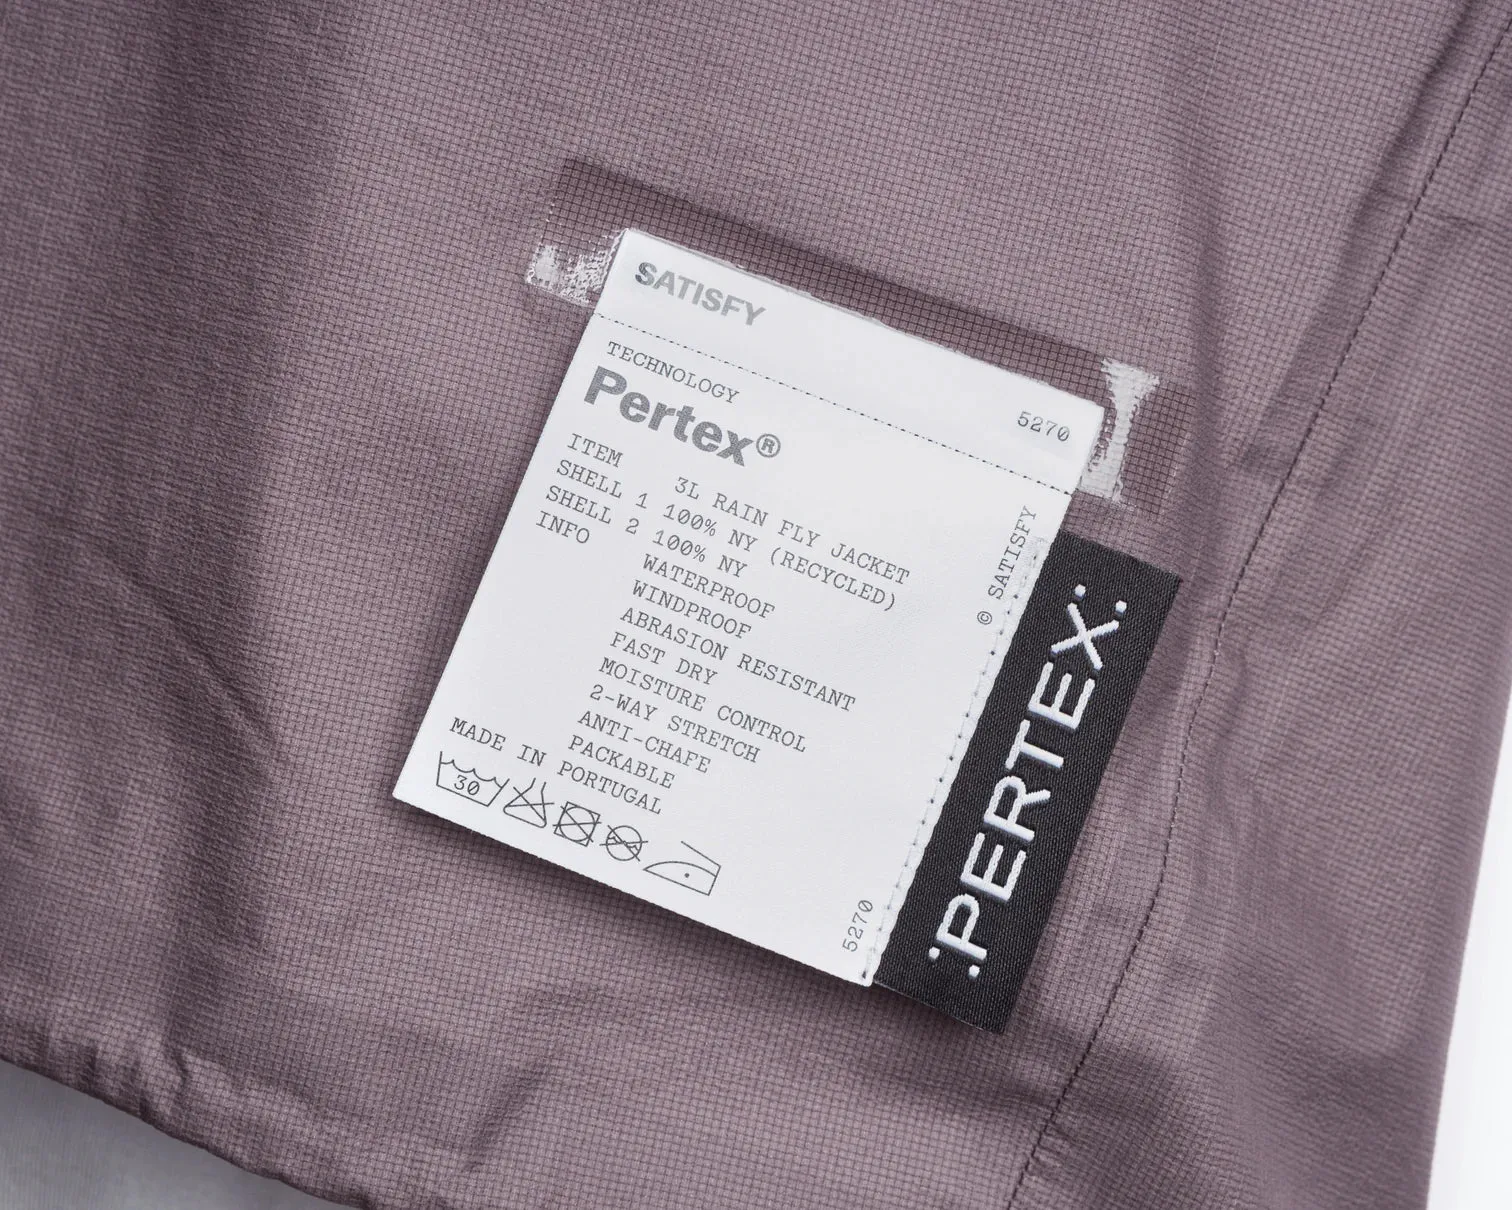 SATISFY
5270
TECHNOLOGY
Pertex®
ITEM 3L RAIN FLY JACKET
SHELL 1 100% NY (RECYCLED)
SHELL 2 100% NY
INFO WATERPROOF
WINDPROOF
ABRASION RESISTANT
FAST DRY
MOISTURE CONTROL
2-WAY STRETCH
ANTI-CHAFE
PACKABLE
MADE IN PORTUGAL
30
© SATISFY
5270
:PERTEX: